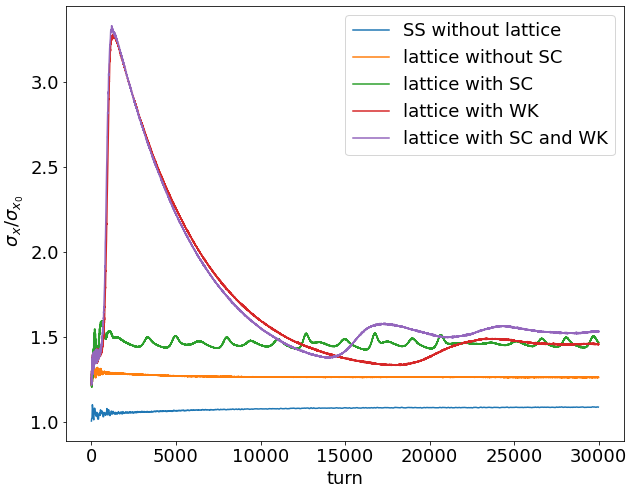 SS without lattice
lattice without SC
lattice with SC
lattice with WK
lattice with SC and WK
σₓ/σₓ₀
3.0
2.5
2.0
1.5
1.0
0 5000 10000 15000 20000 25000 30000
turn